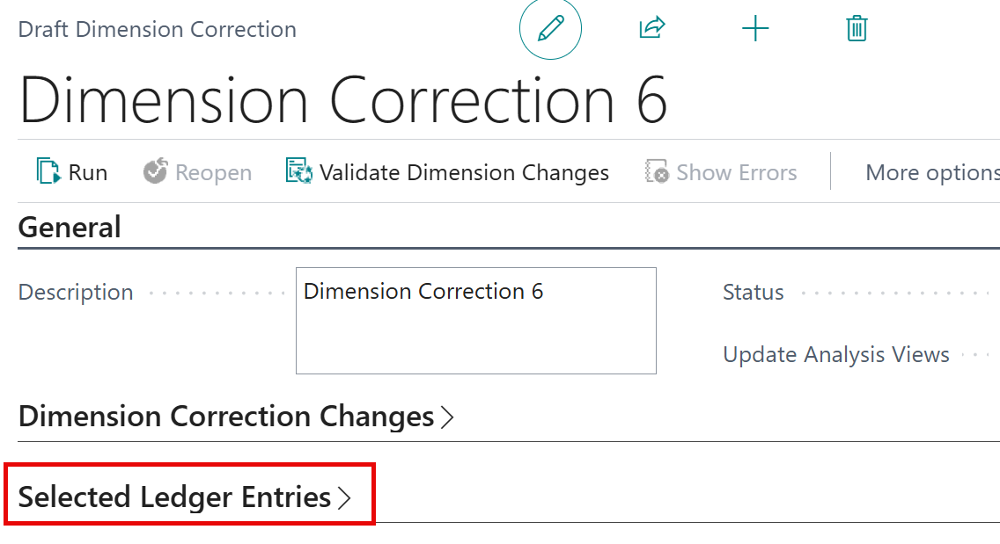 Draft Dimension Correction
Dimension Correction 6
Run Reopen Validate Dimension Changes Show Errors More options
General
Description Dimension Correction 6 Status
Update Analysis Views
Dimension Correction Changes
Selected Ledger Entries